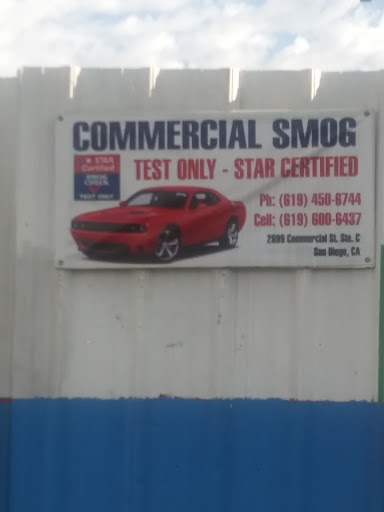 COMMERCIAL SMOG
★ STAR
Certified
SMOG
CHECK
TEST ONLY
TEST ONLY - STAR CERTIFIED
Ph: (619) 450-6744
Cell: (619) 600-6437
2899 Commercial St. Ste. C
San Diego, CA